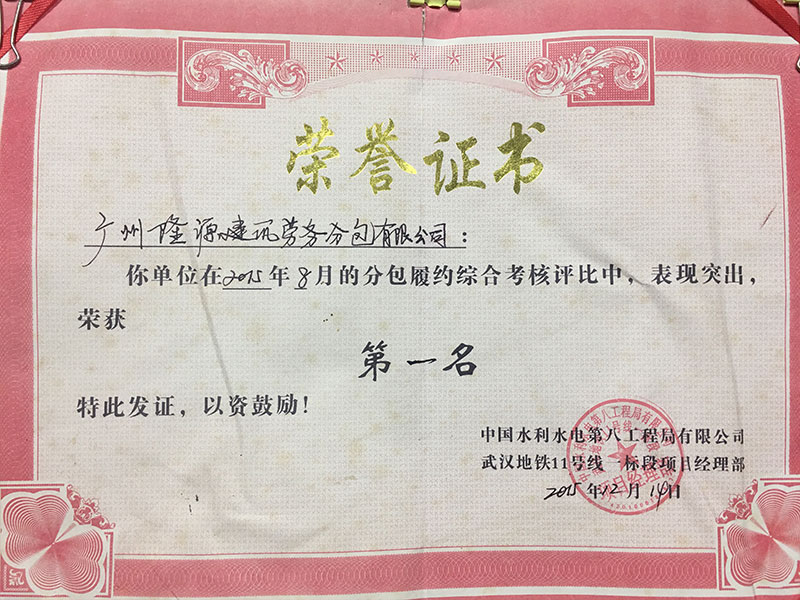 荣誉证书
广州隆源建筑劳务分包有限公司:
你单位在2015年8月的分包履约综合考核评比中,表现突出,
荣获
第一名
特此发证,以资鼓励!
中国水利水电第八工程局有限公司
武汉地铁11号线一标段项目经理部
2015年12月14日